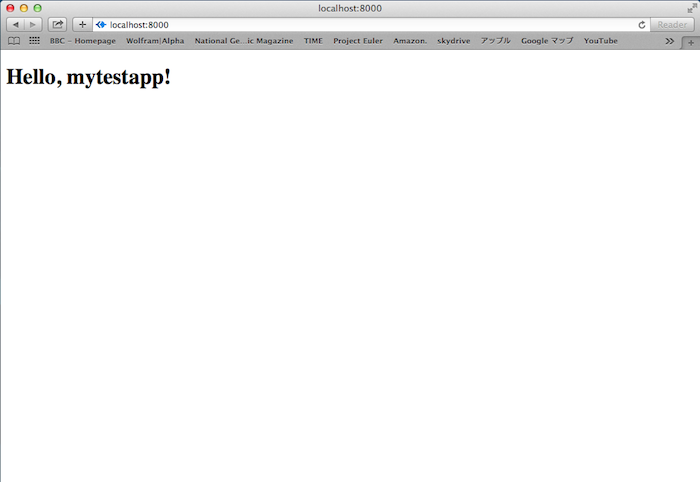 localhost:8000
localhost:8000 Reader
BBC – Homepage Wolfram|Alpha National Ge...ic Magazine TIME Project Euler Amazon. skydrive アップル Google マップ YouTube
Hello, mytestapp!